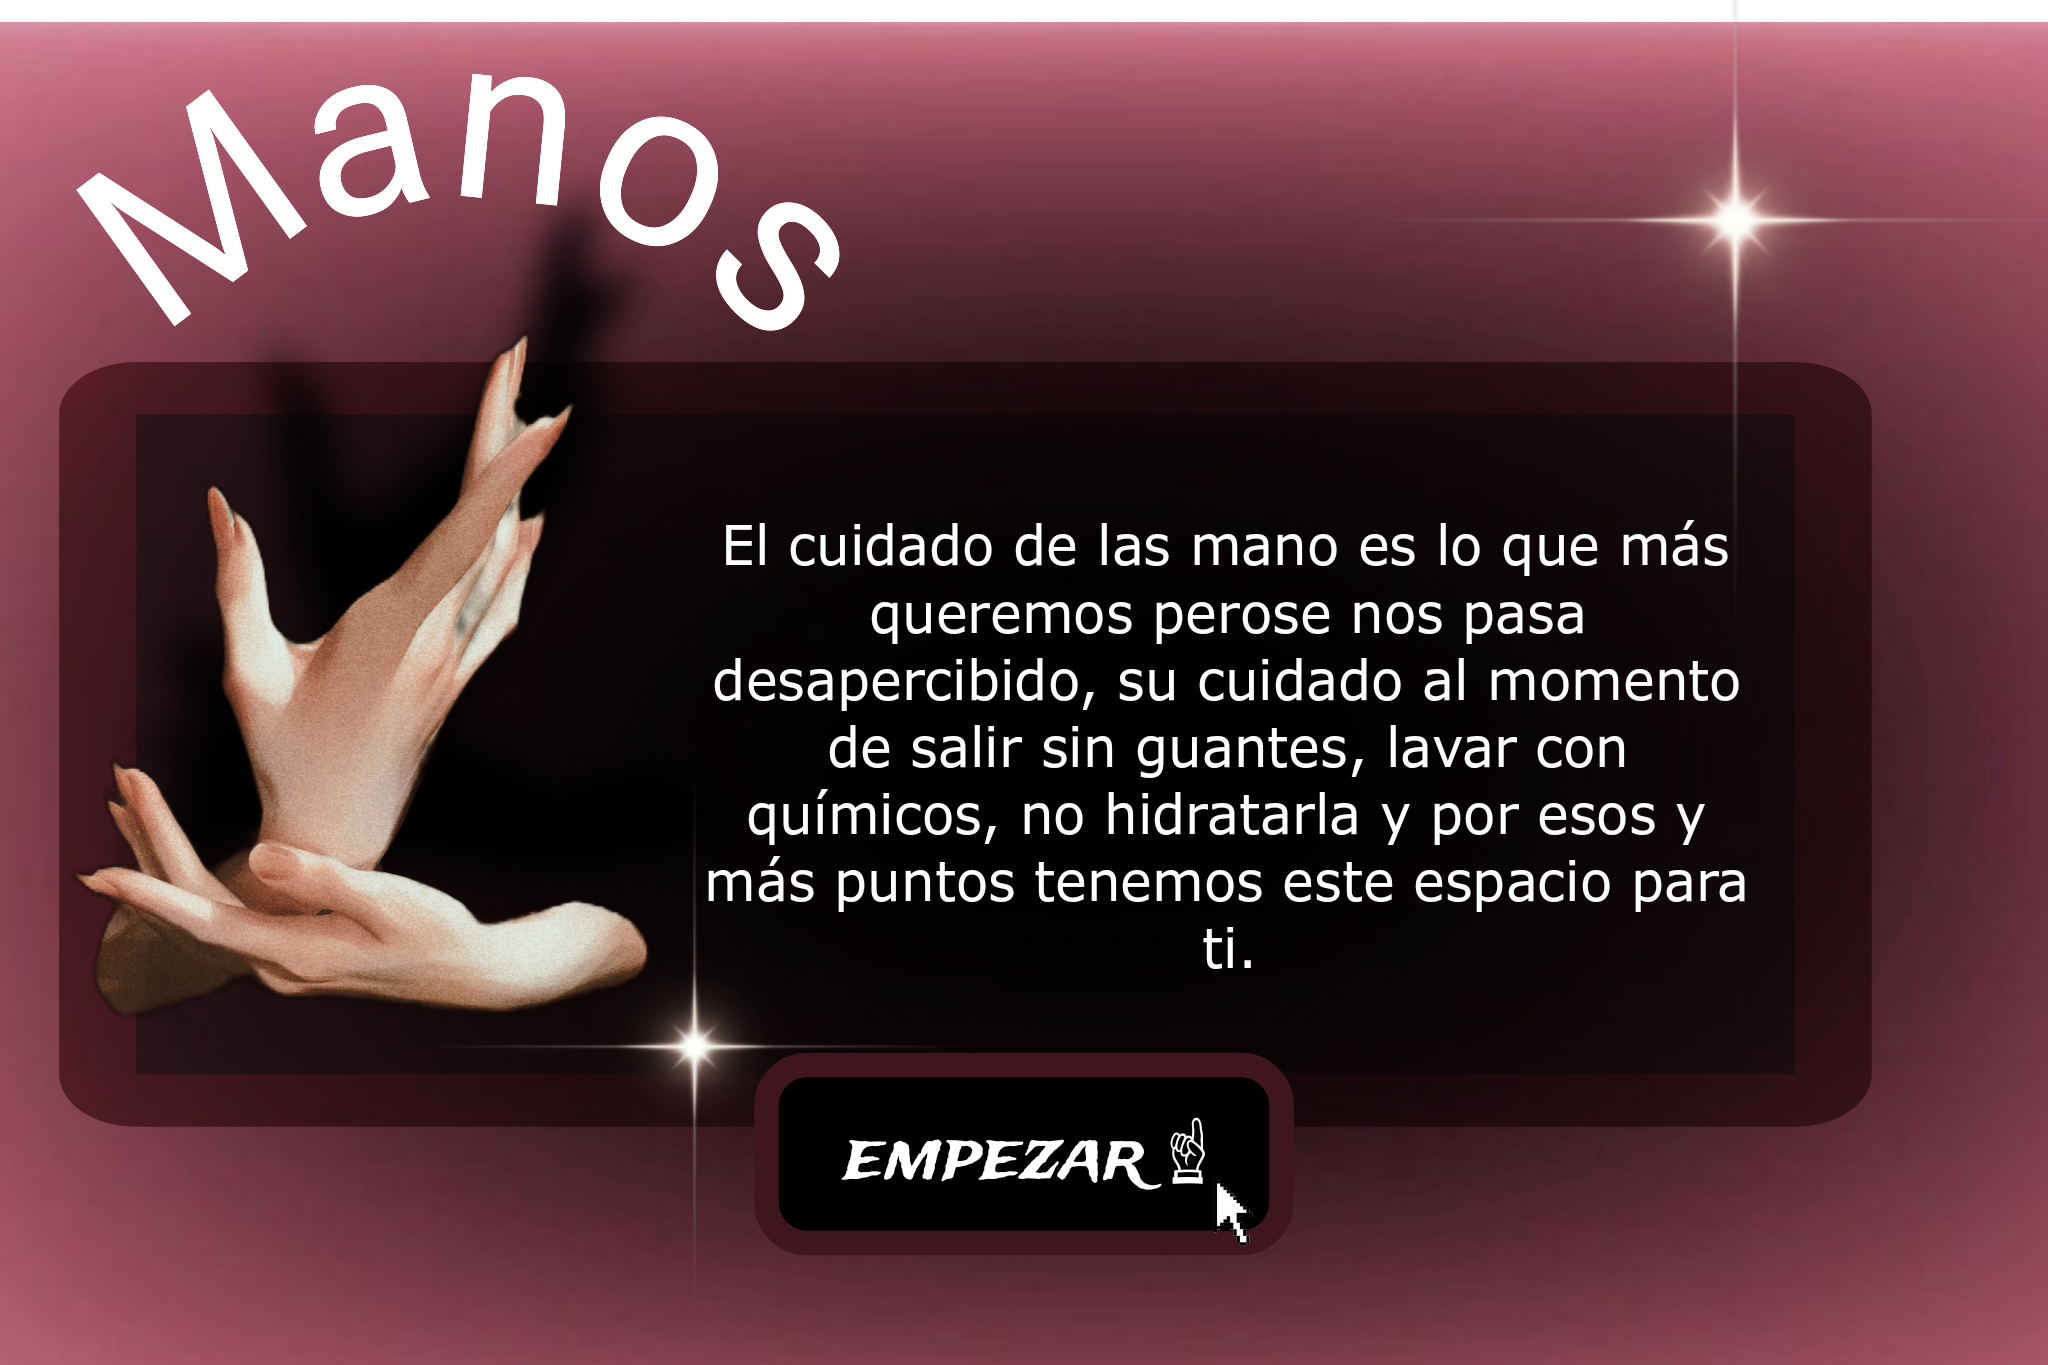 Manos
El cuidado de las mano es lo que más
queremos perose nos pasa
desapercibido, su cuidado al momento
de salir sin guantes, lavar con
químicos, no hidratarla y por esos y
más puntos tenemos este espacio para
ti.
EMPEZAR